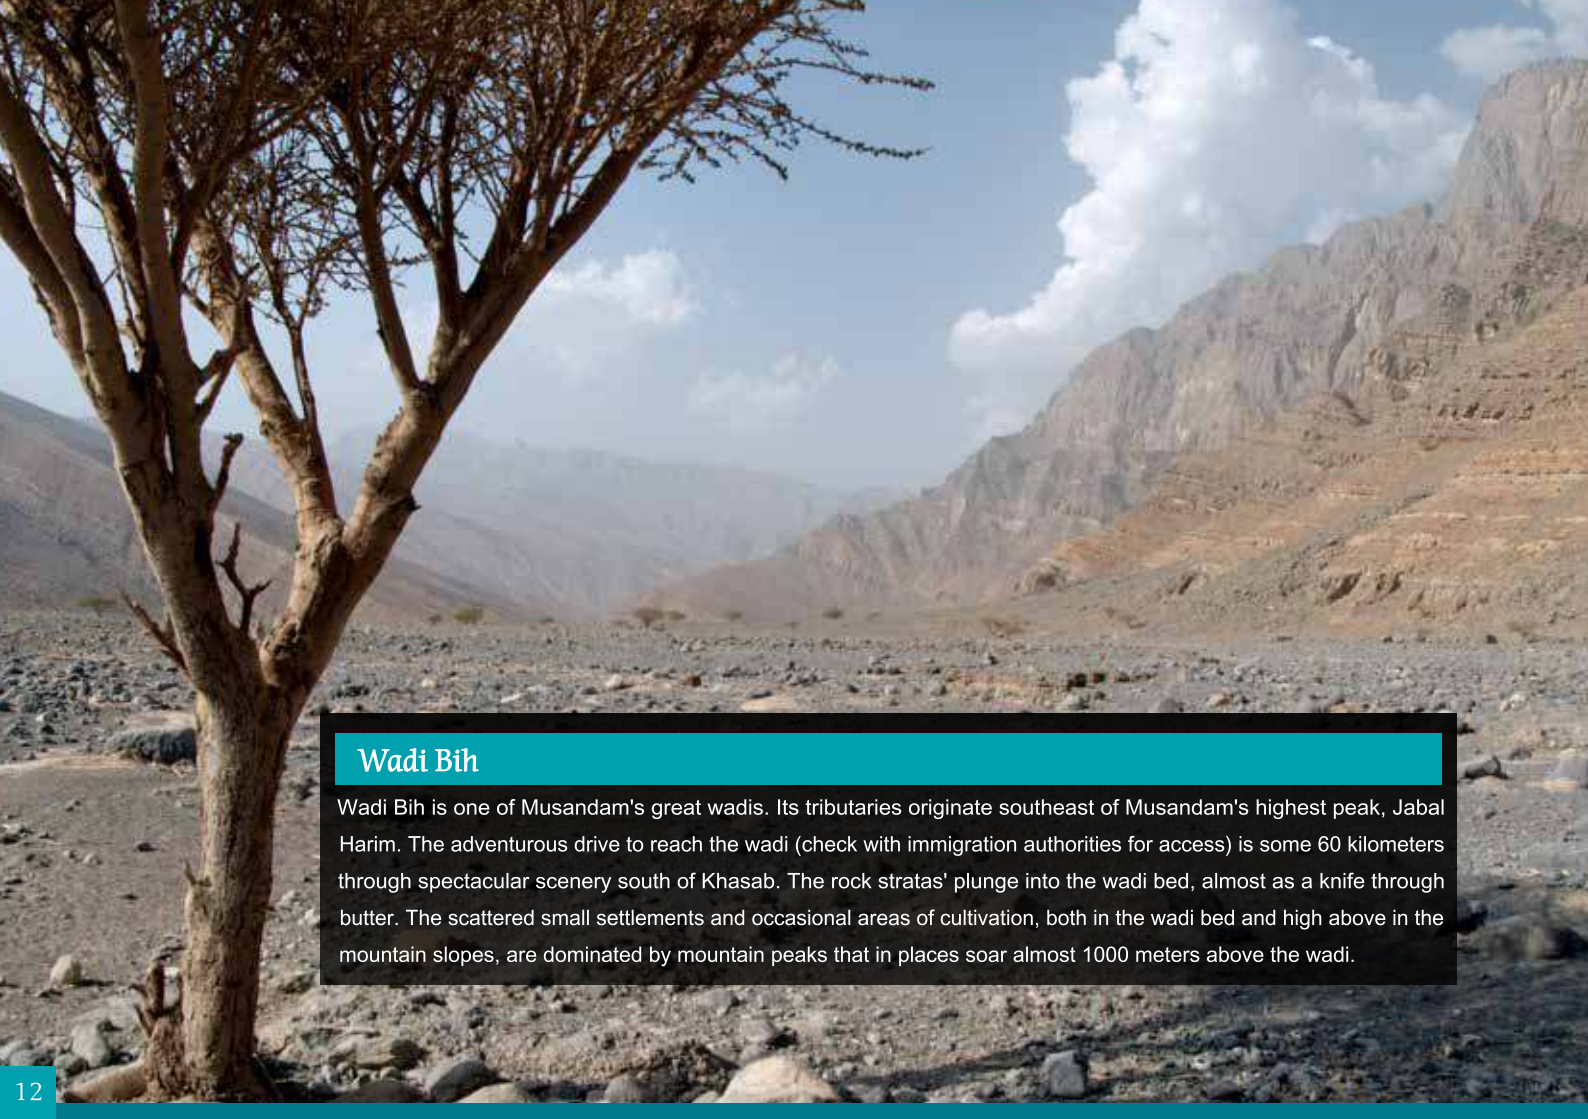 Wadi Bih
Wadi Bih is one of Musandam's great wadis. Its tributaries originate southeast of Musandam's highest peak, Jabal
Harim. The adventurous drive to reach the wadi (check with immigration authorities for access) is some 60 kilometers
through spectacular scenery south of Khasab. The rock stratas' plunge into the wadi bed, almost as a knife through
butter. The scattered small settlements and occasional areas of cultivation, both in the wadi bed and high above in the
mountain slopes, are dominated by mountain peaks that in places soar almost 1000 meters above the wadi.
12